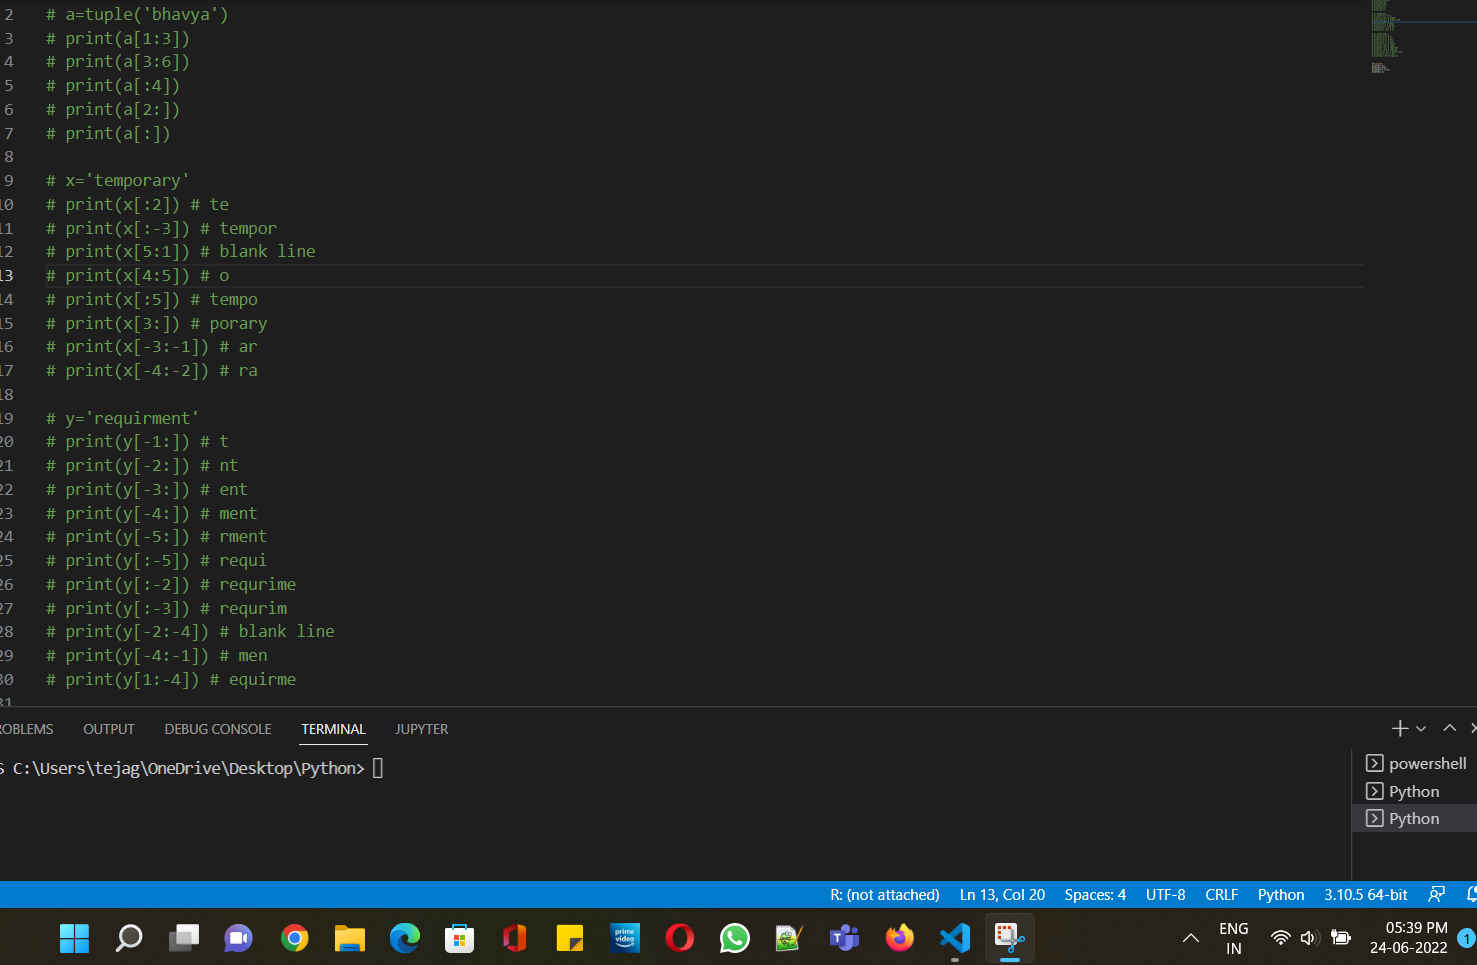 2 # a=tuple('bhavya')
3 # print(a[1:3])
4 # print(a[3:6])
5 # print(a[:4])
6 # print(a[2:])
7 # print(a[:])
8
9 # x='temporary'
10 # print(x[:2]) # te
11 # print(x[:-3]) # tempor
12 # print(x[5:1]) # blank line
13 # print(x[4:5]) # o
14 # print(x[:5]) # tempo
15 # print(x[3:]) # porary
16 # print(x[-3:-1]) # ar
17 # print(x[-4:-2]) # ra
18
19 # y='requirment'
20 # print(y[-1:]) # t
21 # print(y[-2:]) # nt
22 # print(y[-3:]) # ent
23 # print(y[-4:]) # ment
24 # print(y[-5:]) # rment
25 # print(y[:-5]) # requi
26 # print(y[:-2]) # requrime
27 # print(y[:-3]) # requrim
28 # print(y[-2:-4]) # blank line
29 # print(y[-4:-1]) # men
30 # print(y[1:-4]) # equirme
31
ROBLEMS OUTPUT DEBUG CONSOLE TERMINAL JUPYTER
S C:\Users\tejag\OneDrive\Desktop\Python>
powershell
Python
Python
R: (not attached) Ln 13, Col 20 Spaces: 4 UTF-8 CRLF Python 3.10.5 64-bit
prime video
ENG
IN
05:39 PM
24-06-2022
1